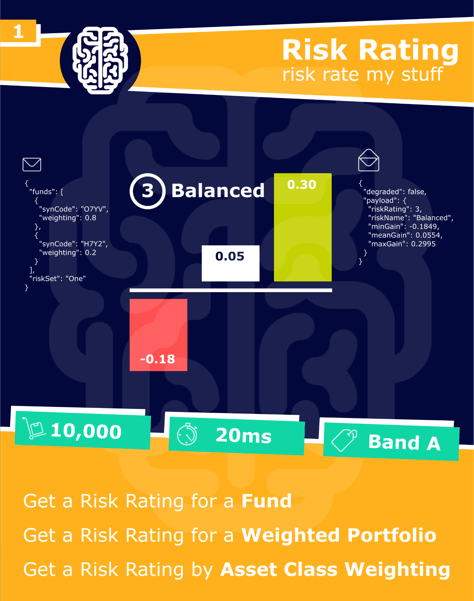 1
Risk Rating
risk rate my stuff
{
"funds": [
{
"synCode": "O7YV",
"weighting": 0.8
},
{
"synCode": "H7Y2",
"weighting": 0.2
}
],
"riskSet": "One"
}
3 Balanced
0.30
0.05
-0.18
{
"degraded": false,
"payload": {
"riskRating": 3,
"riskName": "Balanced",
"minGain": -0.1849,
"meanGain": 0.0554,
"maxGain": 0.2995
}
}
10,000
20ms
Band A
Get a Risk Rating for a Fund
Get a Risk Rating for a Weighted Portfolio
Get a Risk Rating by Asset Class Weighting